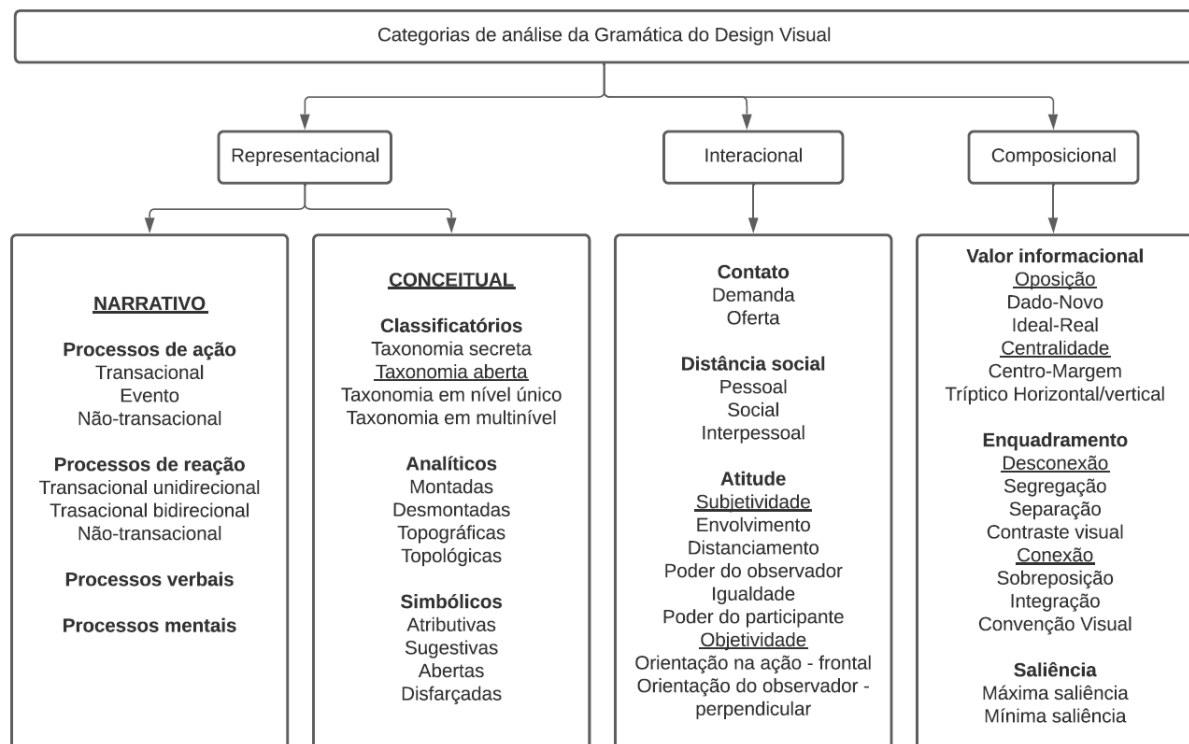 Categorias de análise da Gramática do Design Visual
Representacional
Interacional
Composicional
NARRATIVO
Processos de ação
Transacional
Evento
Não-transacional
Processos de reação
Transacional unidirecional
Trasacional bidirecional
Não-transacional
Processos verbais
Processos mentais
CONCEITUAL
Classificatórios
Taxonomia secreta
Taxonomia aberta
Taxonomia em nível único
Taxonomia em multinível
Analíticos
Montadas
Desmontadas
Topográficas
Topológicas
Simbólicos
Atributivas
Sugestivas
Abertas
Disfarçadas
Contato
Demanda
Oferta
Distância social
Pessoal
Social
Interpessoal
Atitude
Subjetividade
Envolvimento
Distanciamento
Poder do observador
Igualdade
Poder do participante
Objetividade
Orientação na ação - frontal
Orientação do observador -
perpendicular
Valor informacional
Oposição
Dado-Novo
Ideal-Real
Centralidade
Centro-Margem
Tríptico Horizontal/vertical
Enquadramento
Desconexão
Segregação
Separação
Contraste visual
Conexão
Sobreposição
Integração
Convenção Visual
Saliência
Máxima saliência
Mínima saliência